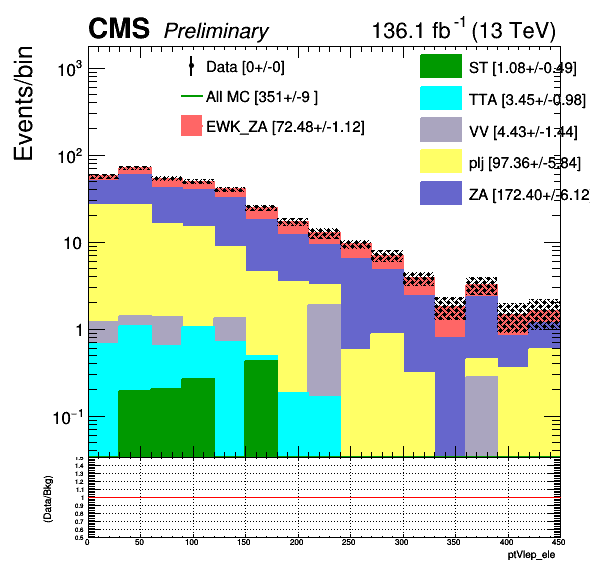 CMS Preliminary 136.1 fb⁻¹ (13 TeV)
Events/bin
10³
10²
10
1
10⁻¹
Data [0+/-0]
All MC [351+/-9 ]
EWK_ZA [72.48+/-1.12]
ST [1.08+/-0.49]
TTA [3.45+/-0.98]
VV [4.43+/-1.44]
plj [97.36+/-5.84]
ZA [172.40+/-6.12
(Data/Bkg)
1.5
1.4
1.3
1.2
1.1
1
0.9
0.8
0.7
0.6
0.5
0 50 100 150 200 250 300 350 400 450
ptVlep_ele